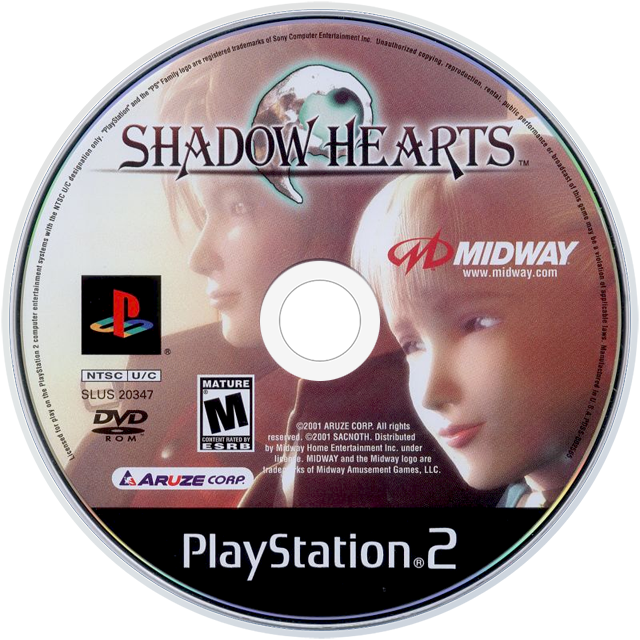 Licensed for play on the PlayStation 2 computer entertainment systems with the NTSC U/C designation only. "PlayStation" and the "PS" Family logo are registered trademarks of Sony Computer Entertainment Inc. Unauthorized copying, reproduction, rental, public performance or broadcast of this game may be a violation of applicable laws. Manufactured in U.S.A.
SHADOW HEARTS™
MIDWAY
www.midway.com
®
NTSC U/C
SLUS 20347
DVD
ROM™
MATURE
M
CONTENT RATED BY
ESRB
©2001 ARUZE CORP. All rights
reserved. ©2001 SACNOTH. Distributed
by Midway Home Entertainment Inc. under
license. MIDWAY and the Midway logo are
trademarks of Midway Amusement Games, LLC.
ARUZE CORP.
PlayStation®2